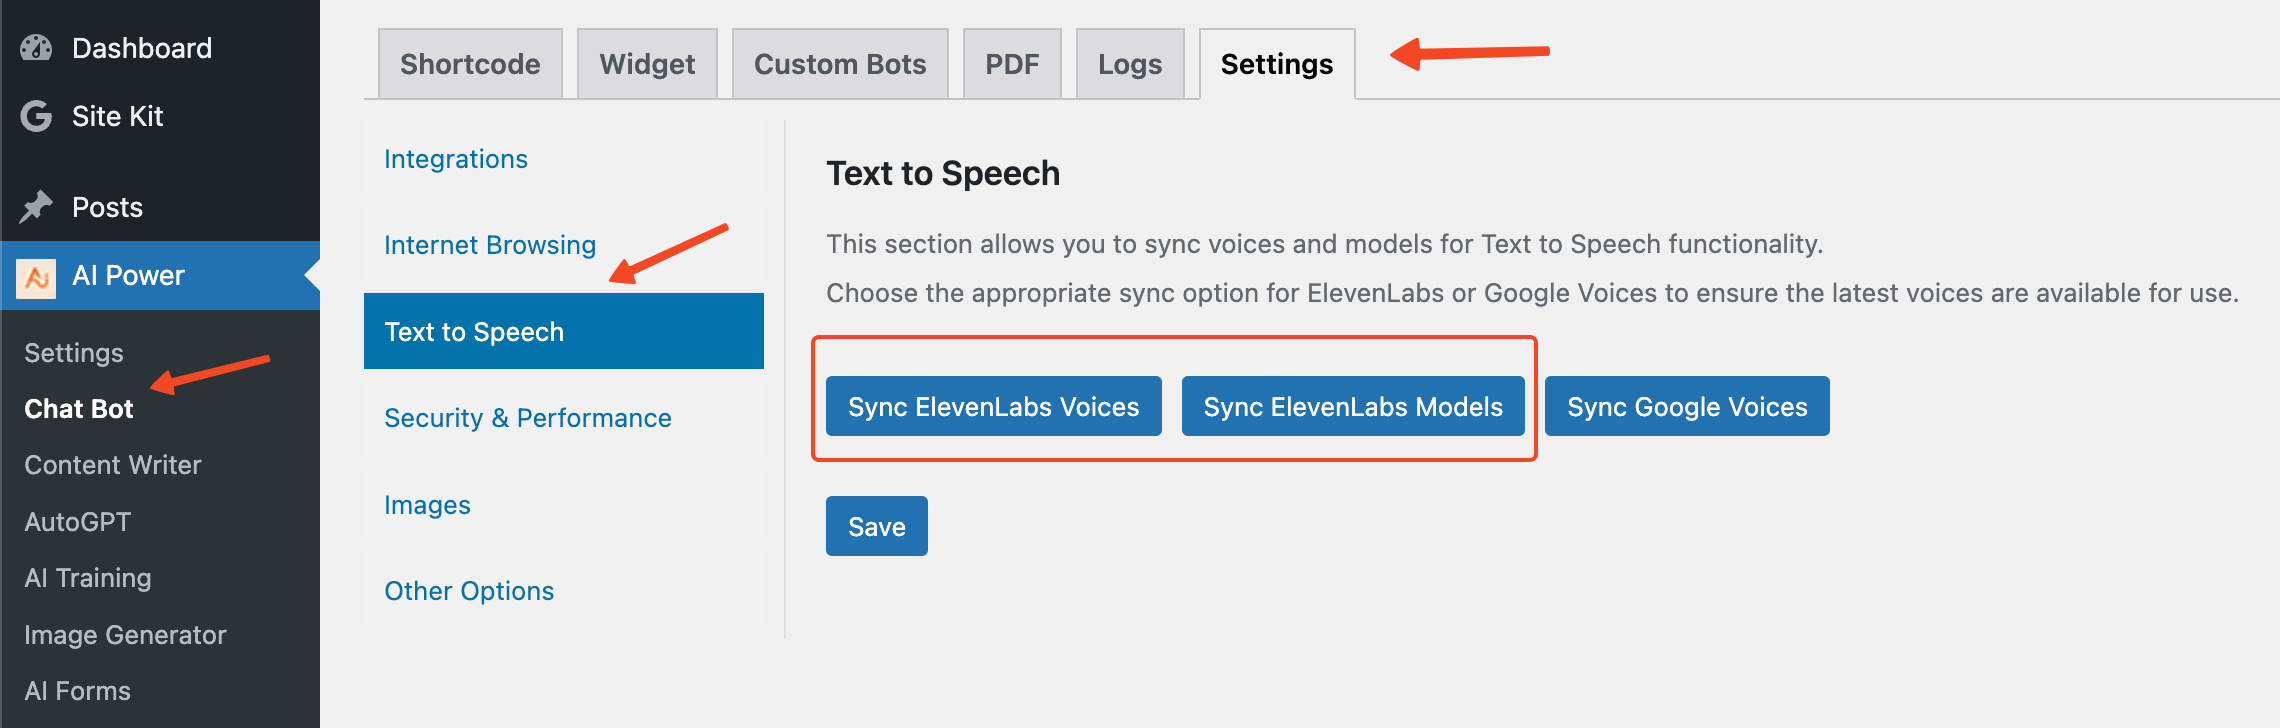 Dashboard
Site Kit
Posts
AI Power
Settings
Chat Bot
Content Writer
AutoGPT
AI Training
Image Generator
AI Forms
Shortcode
Widget
Custom Bots
PDF
Logs
Settings
Integrations
Internet Browsing
Text to Speech
Security & Performance
Images
Other Options
Text to Speech
This section allows you to sync voices and models for Text to Speech functionality.
Choose the appropriate sync option for ElevenLabs or Google Voices to ensure the latest voices are available for use.
Sync ElevenLabs Voices
Sync ElevenLabs Models
Sync Google Voices
Save